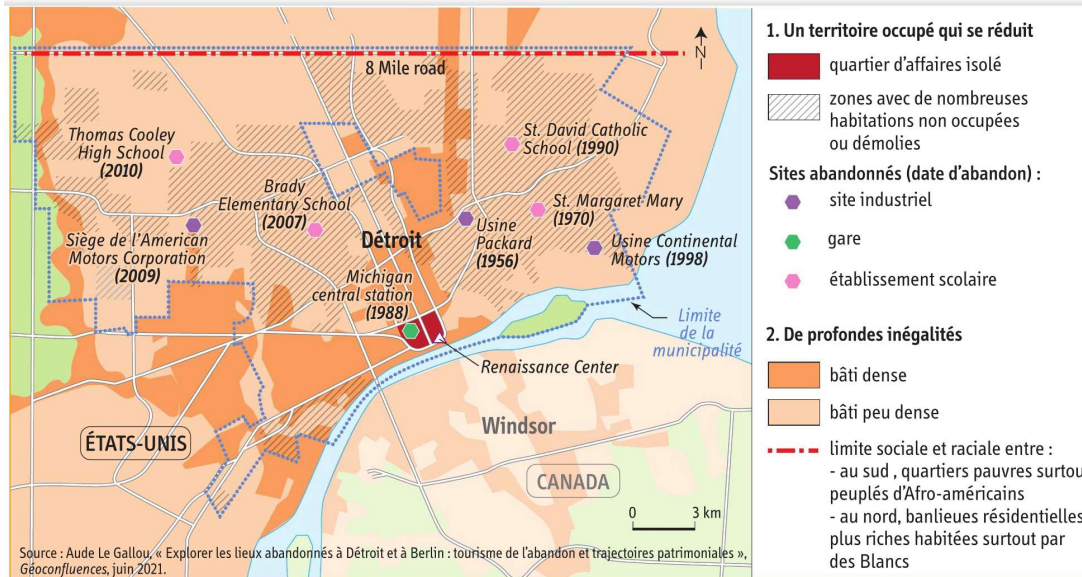 8 Mile road
N
Thomas Cooley
High School
(2010)
St. David Catholic
School (1990)
Brady
Elementary School
(2007)
St. Margaret Mary
(1970)
Siège de l'American
Motors Corporation
(2009)
Détroit
Usine
Packard
(1956)
Usine Continental
Motors (1998)
Michigan
central station
(1988)
Limite
de la
municipalité
Renaissance Center
Windsor
ÉTATS-UNIS
CANADA
0 3 km
Source : Aude Le Gallou, « Explorer les lieux abandonnés à Détroit et à Berlin : tourisme de l'abandon et trajectoires patrimoniales »,
Géoconfluences, juin 2021.
1. Un territoire occupé qui se réduit
quartier d'affaires isolé
zones avec de nombreuses
habitations non occupées
ou démolies
Sites abandonnés (date d'abandon) :
site industriel
gare
établissement scolaire
2. De profondes inégalités
bâti dense
bâti peu dense
limite sociale et raciale entre :
- au sud , quartiers pauvres surtou
peuplés d'Afro-américains
- au nord, banlieues résidentielles
plus riches habitées surtout par
des Blancs